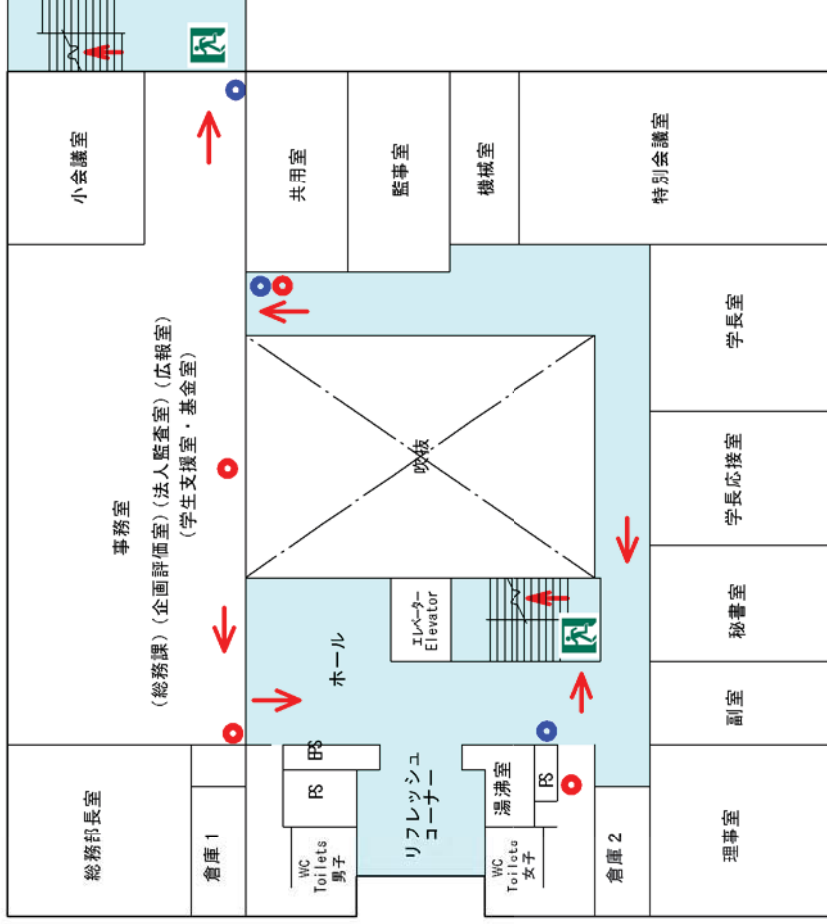 小会議室
共用室
監事室
機械室
特別会議室
事務室
(総務課)(企画評価室)(法人監査室)(広報室)
(学生支援室・基金室)
吹抜
学長室
学長応接室
秘書室
副室
理事室
ホール
エレベーター
Elevator
総務部長室
倉庫1
EPS
PS
WC
Toilets
男子
リフレッシュ
コーナー
湯沸室
PS
WC
Toilets
女子
倉庫2